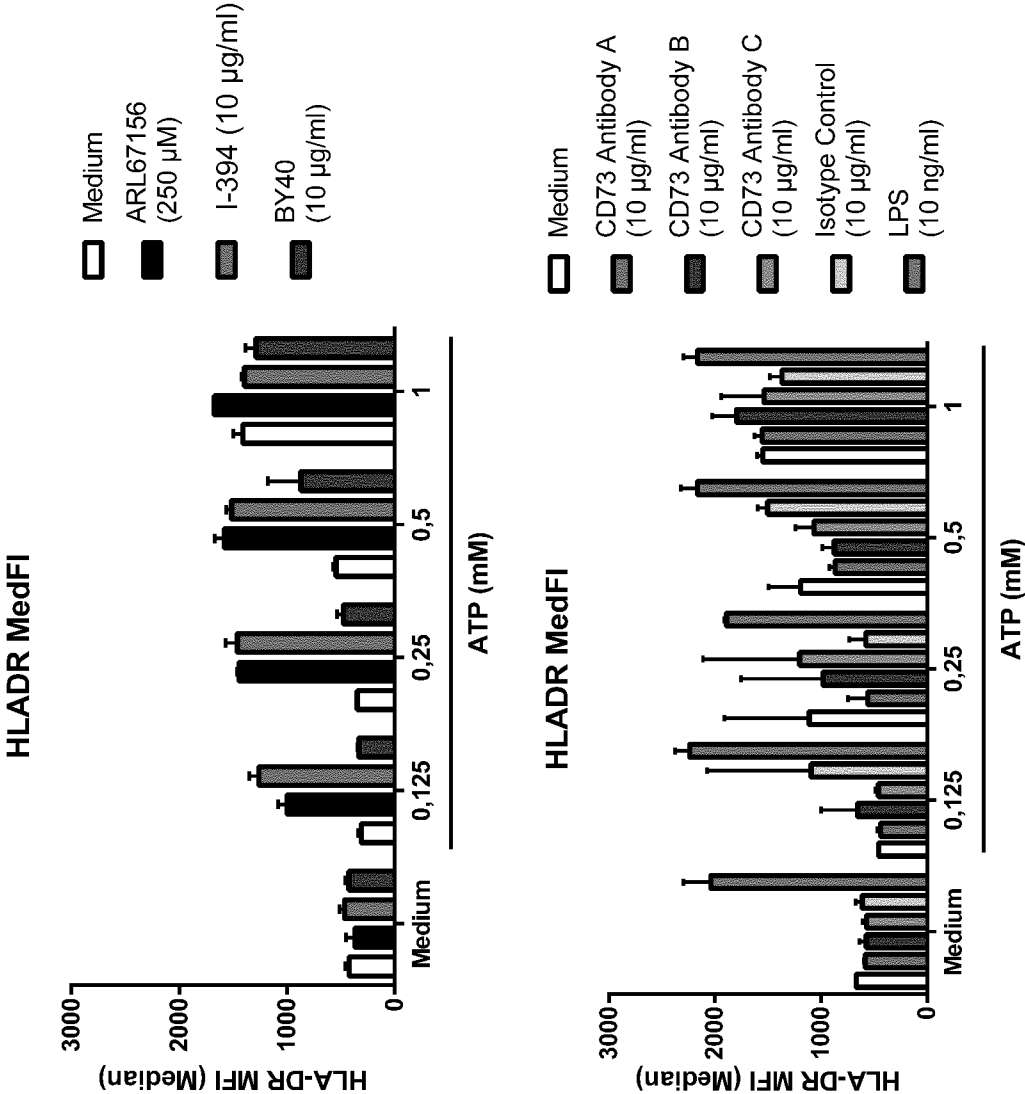 HLADR MedFI
HLA-DR MFI (Median)
3000
2000
1000
0
Medium
0,125
0,25
0,5
1
ATP (mM)
Medium
ARL67156
(250 µM)
I-394 (10 µg/ml)
BY40
(10 µg/ml)
HLADR MedFI
HLA-DR MFI (Median)
3000
2000
1000
0
Medium
0,125
0,25
0,5
1
ATP (mM)
Medium
CD73 Antibody A
(10 µg/ml)
CD73 Antibody B
(10 µg/ml)
CD73 Antibody C
(10 µg/ml)
Isotype Control
(10 µg/ml)
LPS
(10 ng/ml)